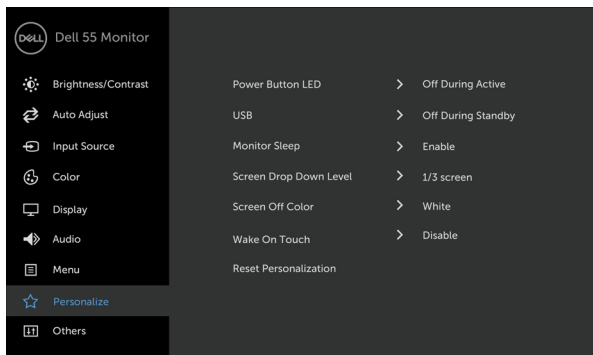 DELL Dell 55 Monitor
Brightness/Contrast
Auto Adjust
Input Source
Color
Display
Audio
Menu
Personalize
Others
Power Button LED > Off During Active
USB > Off During Standby
Monitor Sleep > Enable
Screen Drop Down Level > 1/3 screen
Screen Off Color > White
Wake On Touch > Disable
Reset Personalization